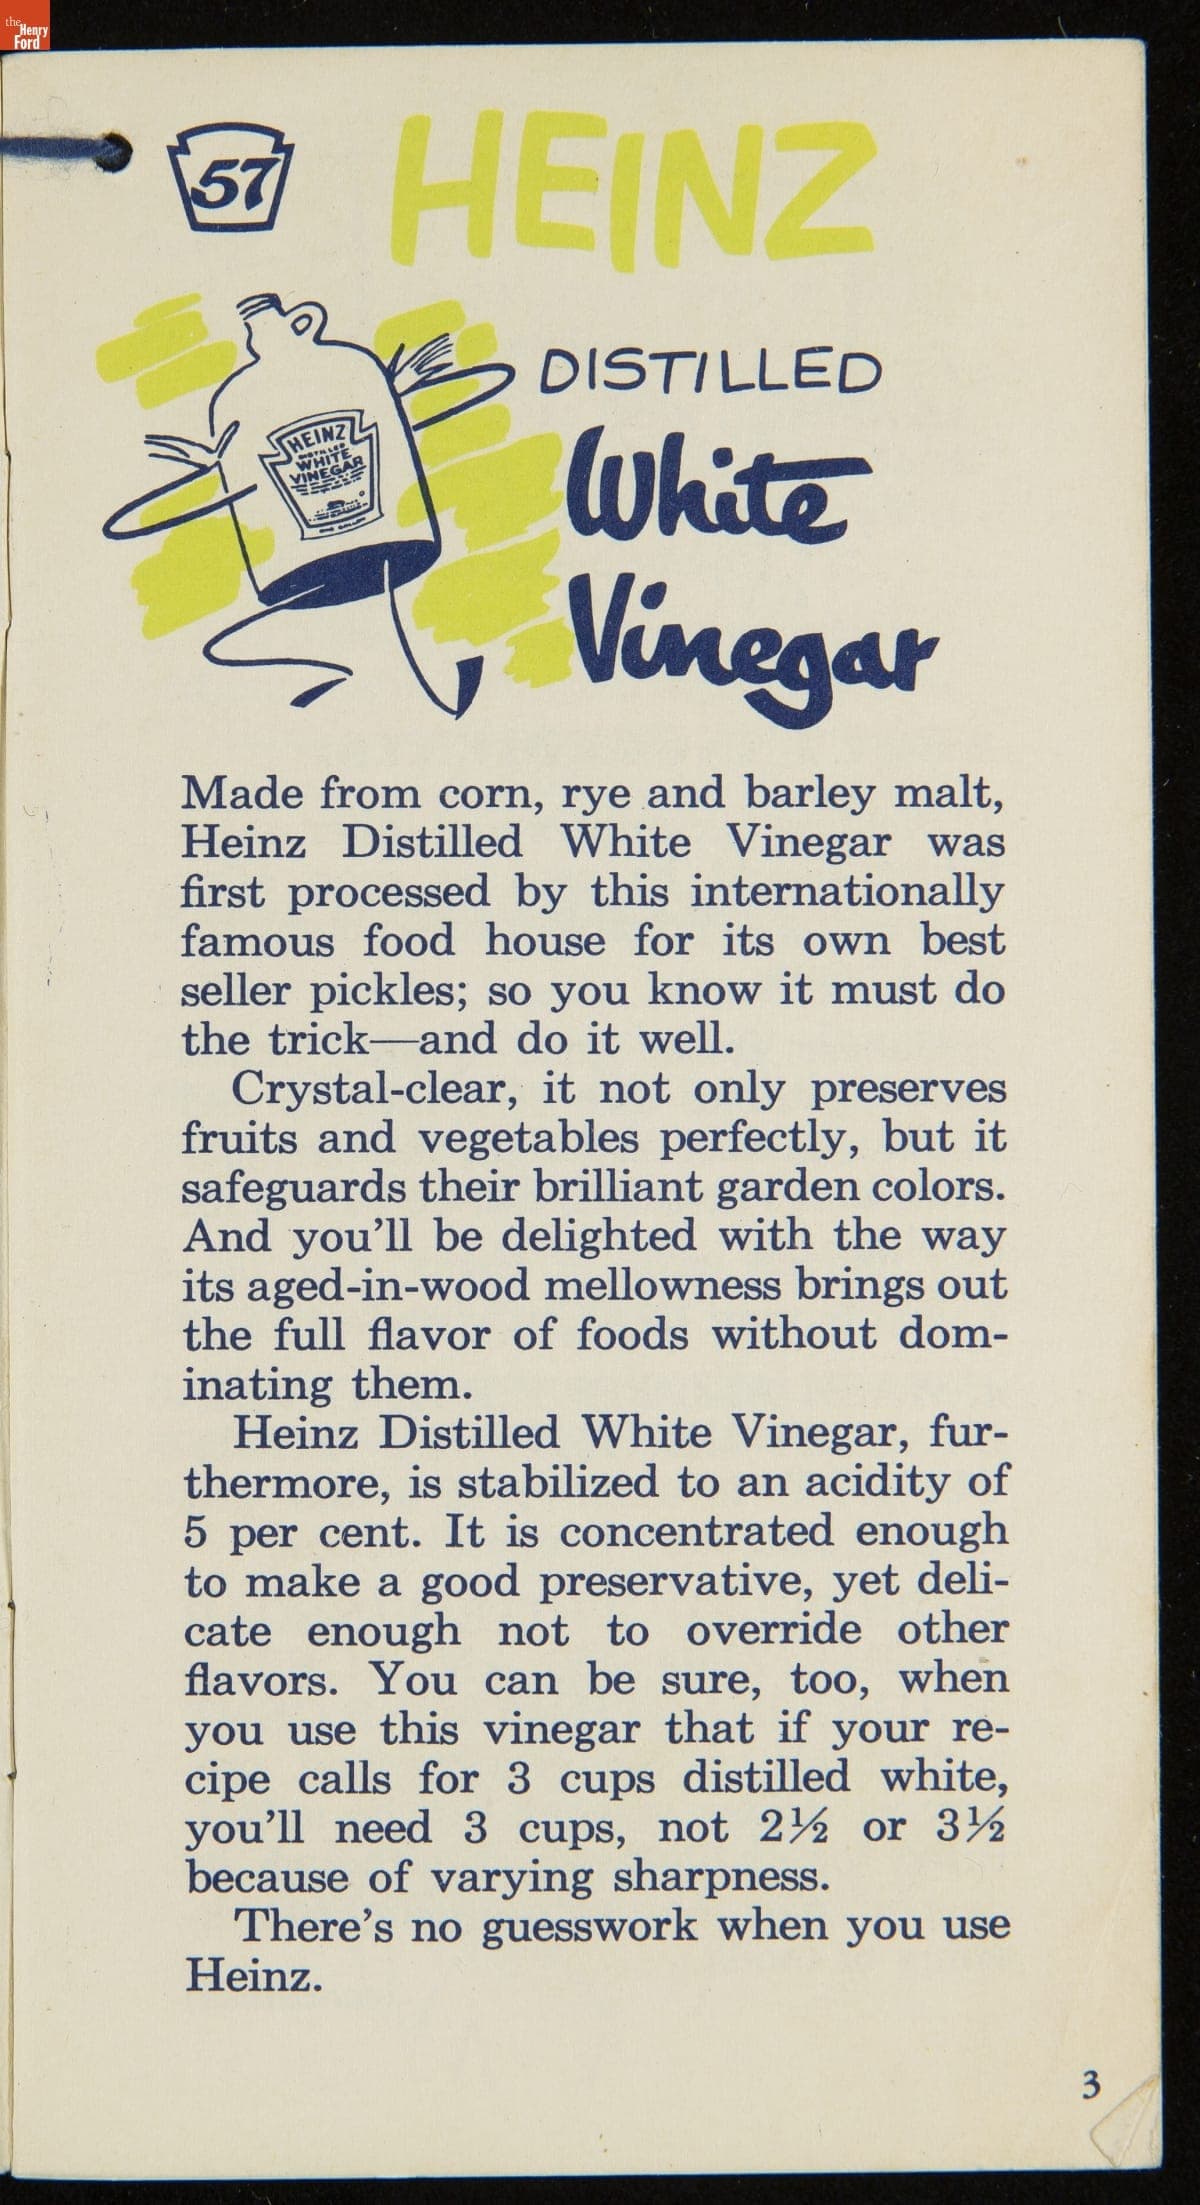 the
Henry
Ford
57
HEINZ
HEINZ
DISTILLED
WHITE
VINEGAR
DISTILLED
White
Vinegar
Made from corn, rye and barley malt,
Heinz Distilled White Vinegar was
first processed by this internationally
famous food house for its own best
seller pickles; so you know it must do
the trick—and do it well.
Crystal-clear, it not only preserves
fruits and vegetables perfectly, but it
safeguards their brilliant garden colors.
And you'll be delighted with the way
its aged-in-wood mellowness brings out
the full flavor of foods without dom-
inating them.
Heinz Distilled White Vinegar, fur-
thermore, is stabilized to an acidity of
5 per cent. It is concentrated enough
to make a good preservative, yet deli-
cate enough not to override other
flavors. You can be sure, too, when
you use this vinegar that if your re-
cipe calls for 3 cups distilled white,
you'll need 3 cups, not 2½ or 3½
because of varying sharpness.
There's no guesswork when you use
Heinz.
3